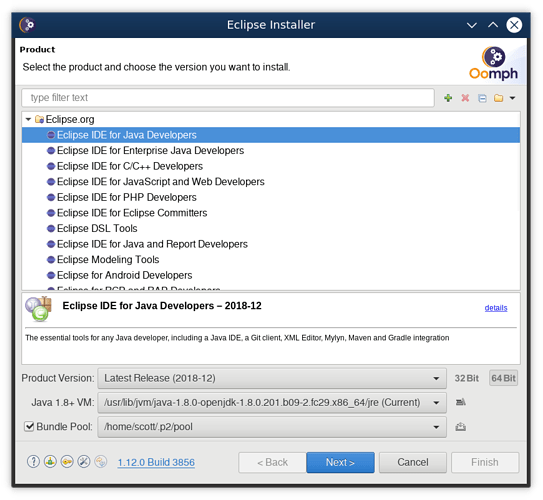 Eclipse Installer
Product
Select the product and choose the version you want to install.
Oomph
type filter text
Eclipse.org
Eclipse IDE for Java Developers
Eclipse IDE for Enterprise Java Developers
Eclipse IDE for C/C++ Developers
Eclipse IDE for JavaScript and Web Developers
Eclipse IDE for PHP Developers
Eclipse IDE for Eclipse Committers
Eclipse DSL Tools
Eclipse IDE for Java and Report Developers
Eclipse Modeling Tools
Eclipse for Android Developers
Eclipse for RCP and RAP Developers
Eclipse IDE for Java Developers – 2018-12
details
The essential tools for any Java developer, including a Java IDE, a Git client, XML Editor, Mylyn, Maven and Gradle integration
Product Version: Latest Release (2018-12) 32 Bit 64 Bit
Java 1.8+ VM: /usr/lib/jvm/java-1.8.0-openjdk-1.8.0.201.b09-2.fc29.x86_64/jre (Current)
Bundle Pool: /home/scott/.p2/pool
1.12.0 Build 3856 < Back Next > Cancel Finish